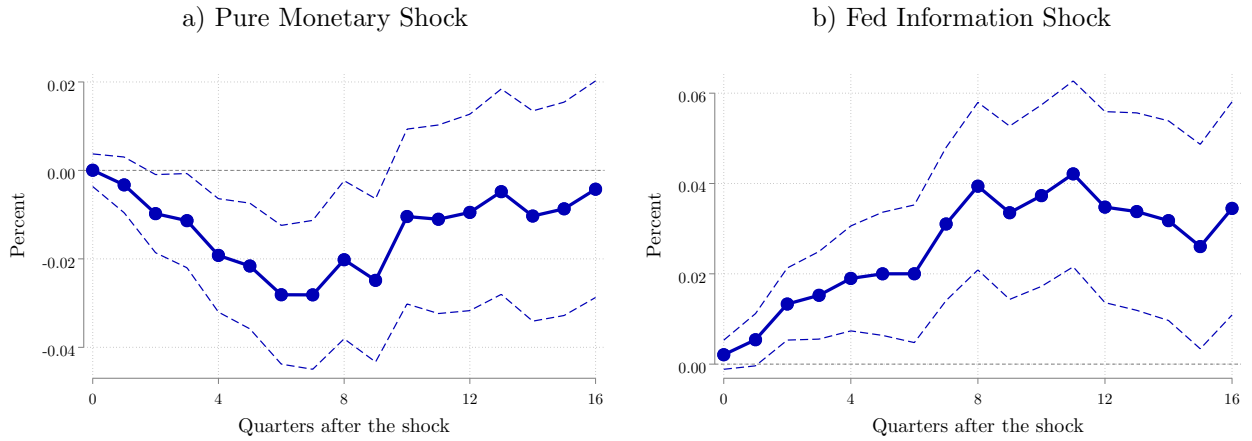 a) Pure Monetary Shock
0.02
0.00
-0.02
-0.04
Percent
0 4 8 12 16
Quarters after the shock
b) Fed Information Shock
0.06
0.04
0.02
0.00
Percent
0 4 8 12 16
Quarters after the shock